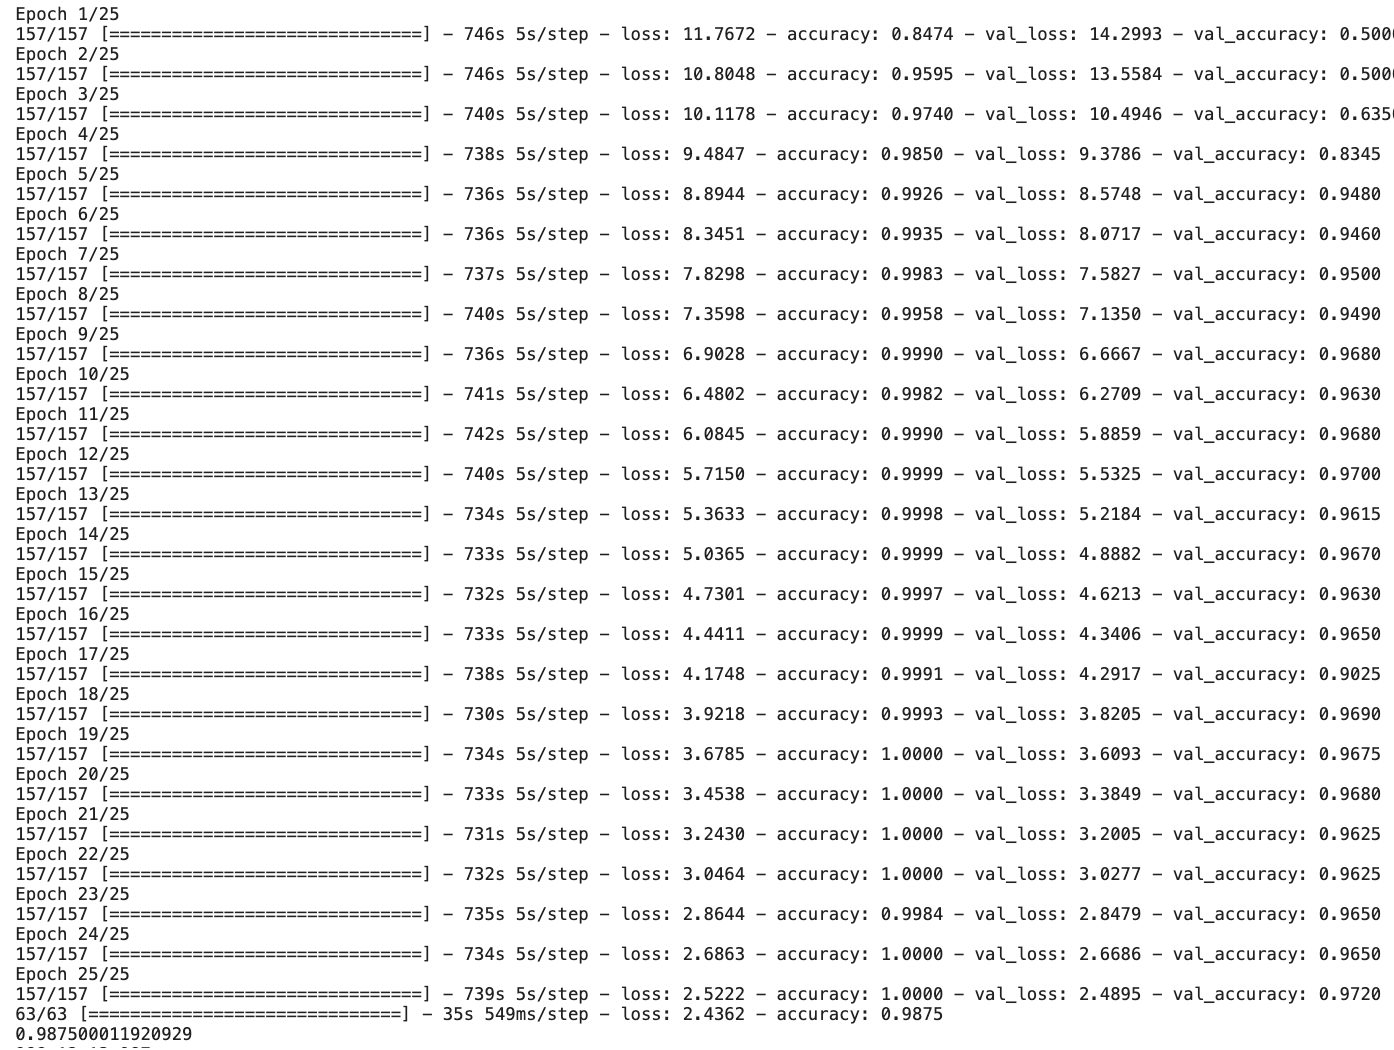 Epoch 1/25
157/157 [==============================] - 746s 5s/step - loss: 11.7672 - accuracy: 0.8474 - val_loss: 14.2993 - val_accuracy: 0.500
Epoch 2/25
157/157 [==============================] - 746s 5s/step - loss: 10.8048 - accuracy: 0.9595 - val_loss: 13.5584 - val_accuracy: 0.500
Epoch 3/25
157/157 [==============================] - 740s 5s/step - loss: 10.1178 - accuracy: 0.9740 - val_loss: 10.4946 - val_accuracy: 0.635
Epoch 4/25
157/157 [==============================] - 738s 5s/step - loss: 9.4847 - accuracy: 0.9850 - val_loss: 9.3786 - val_accuracy: 0.8345
Epoch 5/25
157/157 [==============================] - 736s 5s/step - loss: 8.8944 - accuracy: 0.9926 - val_loss: 8.5748 - val_accuracy: 0.9480
Epoch 6/25
157/157 [==============================] - 736s 5s/step - loss: 8.3451 - accuracy: 0.9935 - val_loss: 8.0717 - val_accuracy: 0.9460
Epoch 7/25
157/157 [==============================] - 737s 5s/step - loss: 7.8298 - accuracy: 0.9983 - val_loss: 7.5827 - val_accuracy: 0.9500
Epoch 8/25
157/157 [==============================] - 740s 5s/step - loss: 7.3598 - accuracy: 0.9958 - val_loss: 7.1350 - val_accuracy: 0.9490
Epoch 9/25
157/157 [==============================] - 736s 5s/step - loss: 6.9028 - accuracy: 0.9990 - val_loss: 6.6667 - val_accuracy: 0.9680
Epoch 10/25
157/157 [==============================] - 741s 5s/step - loss: 6.4802 - accuracy: 0.9982 - val_loss: 6.2709 - val_accuracy: 0.9630
Epoch 11/25
157/157 [==============================] - 742s 5s/step - loss: 6.0845 - accuracy: 0.9990 - val_loss: 5.8859 - val_accuracy: 0.9680
Epoch 12/25
157/157 [==============================] - 740s 5s/step - loss: 5.7150 - accuracy: 0.9999 - val_loss: 5.5325 - val_accuracy: 0.9700
Epoch 13/25
157/157 [==============================] - 734s 5s/step - loss: 5.3633 - accuracy: 0.9998 - val_loss: 5.2184 - val_accuracy: 0.9615
Epoch 14/25
157/157 [==============================] - 733s 5s/step - loss: 5.0365 - accuracy: 0.9999 - val_loss: 4.8882 - val_accuracy: 0.9670
Epoch 15/25
157/157 [==============================] - 732s 5s/step - loss: 4.7301 - accuracy: 0.9997 - val_loss: 4.6213 - val_accuracy: 0.9630
Epoch 16/25
157/157 [==============================] - 733s 5s/step - loss: 4.4411 - accuracy: 0.9999 - val_loss: 4.3406 - val_accuracy: 0.9650
Epoch 17/25
157/157 [==============================] - 738s 5s/step - loss: 4.1748 - accuracy: 0.9991 - val_loss: 4.2917 - val_accuracy: 0.9025
Epoch 18/25
157/157 [==============================] - 730s 5s/step - loss: 3.9218 - accuracy: 0.9993 - val_loss: 3.8205 - val_accuracy: 0.9690
Epoch 19/25
157/157 [==============================] - 734s 5s/step - loss: 3.6785 - accuracy: 1.0000 - val_loss: 3.6093 - val_accuracy: 0.9675
Epoch 20/25
157/157 [==============================] - 733s 5s/step - loss: 3.4538 - accuracy: 1.0000 - val_loss: 3.3849 - val_accuracy: 0.9680
Epoch 21/25
157/157 [==============================] - 731s 5s/step - loss: 3.2430 - accuracy: 1.0000 - val_loss: 3.2005 - val_accuracy: 0.9625
Epoch 22/25
157/157 [==============================] - 732s 5s/step - loss: 3.0464 - accuracy: 1.0000 - val_loss: 3.0277 - val_accuracy: 0.9625
Epoch 23/25
157/157 [==============================] - 735s 5s/step - loss: 2.8644 - accuracy: 0.9984 - val_loss: 2.8479 - val_accuracy: 0.9650
Epoch 24/25
157/157 [==============================] - 734s 5s/step - loss: 2.6863 - accuracy: 1.0000 - val_loss: 2.6686 - val_accuracy: 0.9650
Epoch 25/25
157/157 [==============================] - 739s 5s/step - loss: 2.5222 - accuracy: 1.0000 - val_loss: 2.4895 - val_accuracy: 0.9720
63/63 [==============================] - 35s 549ms/step - loss: 2.4362 - accuracy: 0.9875
0.987500011920929